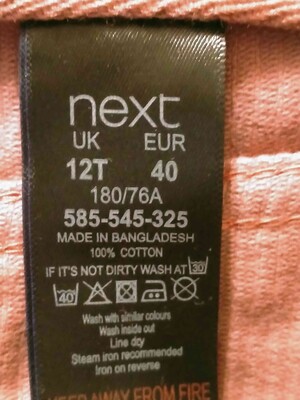 next
UK EUR
12T 40
180/76A
585-545-325
MADE IN BANGLADESH
100% COTTON
IF IT'S NOT DIRTY WASH AT 30
40
Wash with similar colours
Wash inside out
Line dry
Steam iron recommended
Iron on reverse
KEEP AWAY FROM FIRE